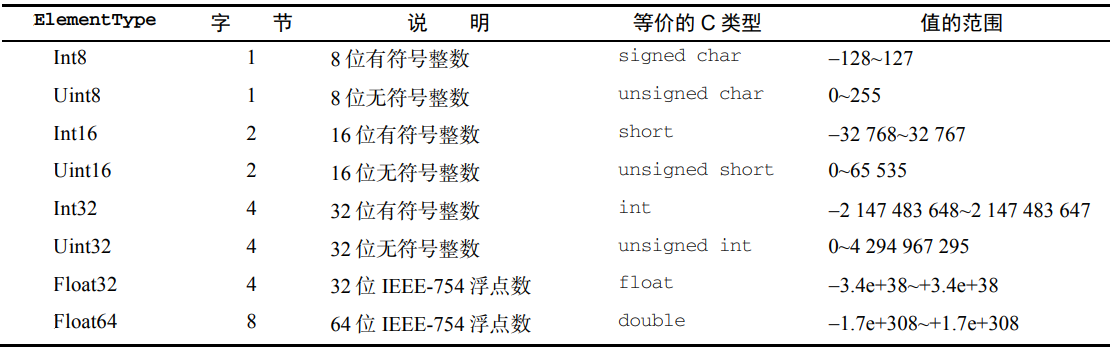 ElementType 字 节 说 明 等价的 C 类型 值的范围
Int8 1 8 位有符号整数 signed char –128~127
Uint8 1 8 位无符号整数 unsigned char 0~255
Int16 2 16 位有符号整数 short –32 768~32 767
Uint16 2 16 位无符号整数 unsigned short 0~65 535
Int32 4 32 位有符号整数 int –2 147 483 648~2 147 483 647
Uint32 4 32 位无符号整数 unsigned int 0~4 294 967 295
Float32 4 32 位 IEEE-754 浮点数 float –3.4e+38~+3.4e+38
Float64 8 64 位 IEEE-754 浮点数 double –1.7e+308~+1.7e+308